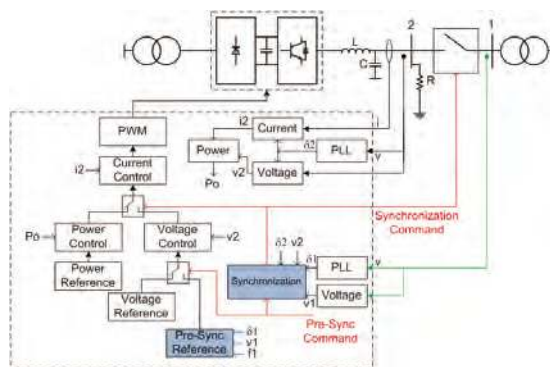 2
1
L
C
R
PWM
i2
Current
i
Current
Control
i2
Power
δ2
PLL
v2
Voltage
v
Po
Synchronization
Command
Po
Power
Control
Voltage
Control
v2
δ2 v2
δ1
PLL
v
Power
Reference
Synchronization
Voltage
Reference
v1
Voltage
Pre-Sync
Reference
δ1
v1
f1
Pre-Sync
Command